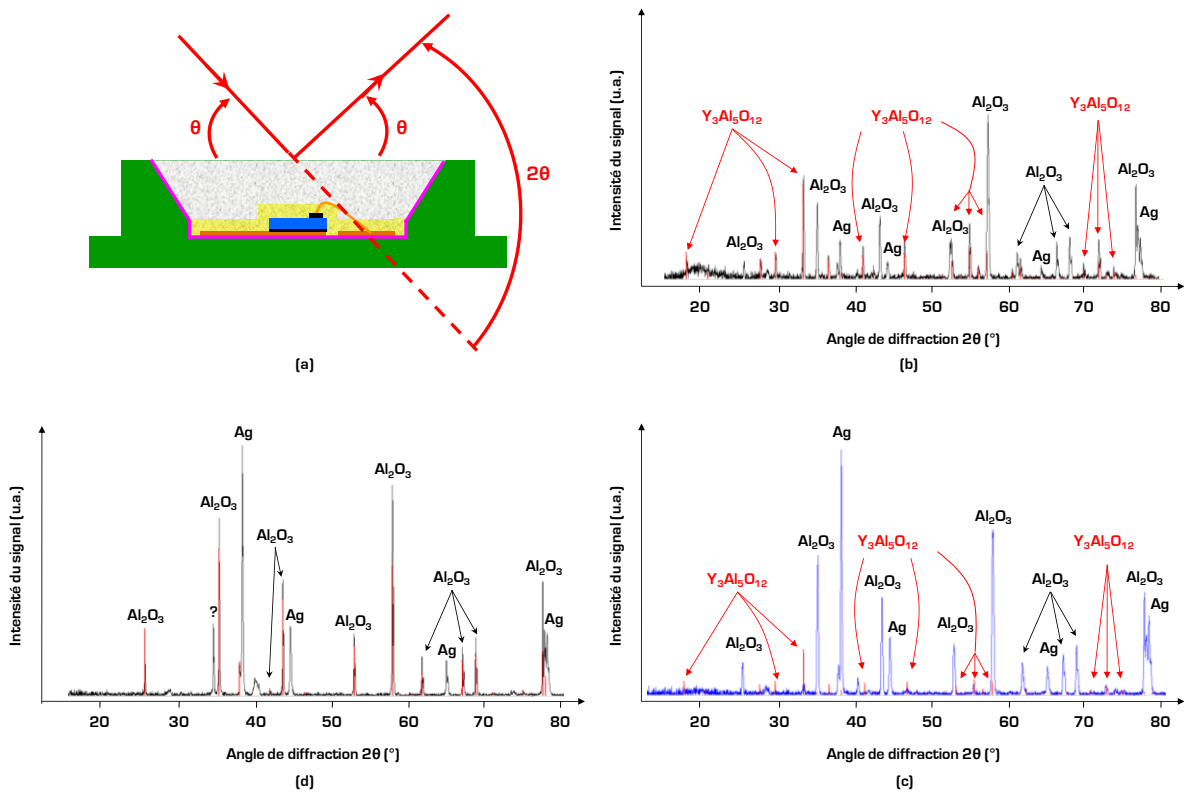 θ
θ
2θ
(a)
Intensité du signal (u.a.)
Y₃Al₅O₁₂
Y₃Al₅O₁₂
Al₂O₃
Y₃Al₅O₁₂
Al₂O₃
Al₂O₃
Al₂O₃
Al₂O₃
Ag
Al₂O₃
Ag
Al₂O₃
Ag
Ag
20 30 40 50 60 70 80
Angle de diffraction 2θ (°)
(b)
Intensité du signal (u.a.)
Ag
Al₂O₃
Al₂O₃
Al₂O₃
Al₂O₃
Al₂O₃
Al₂O₃
?
Ag
Al₂O₃
Ag
Ag
20 30 40 50 60 70 80
Angle de diffraction 2θ (°)
(d)
Intensité du signal (u.a.)
Ag
Al₂O₃
Y₃Al₅O₁₂
Al₂O₃
Y₃Al₅O₁₂
Al₂O₃
Y₃Al₅O₁₂
Al₂O₃
Al₂O₃
Ag
Al₂O₃
Ag
Al₂O₃
Ag
20 30 40 50 60 70 80
Angle de diffraction 2θ (°)
(c)